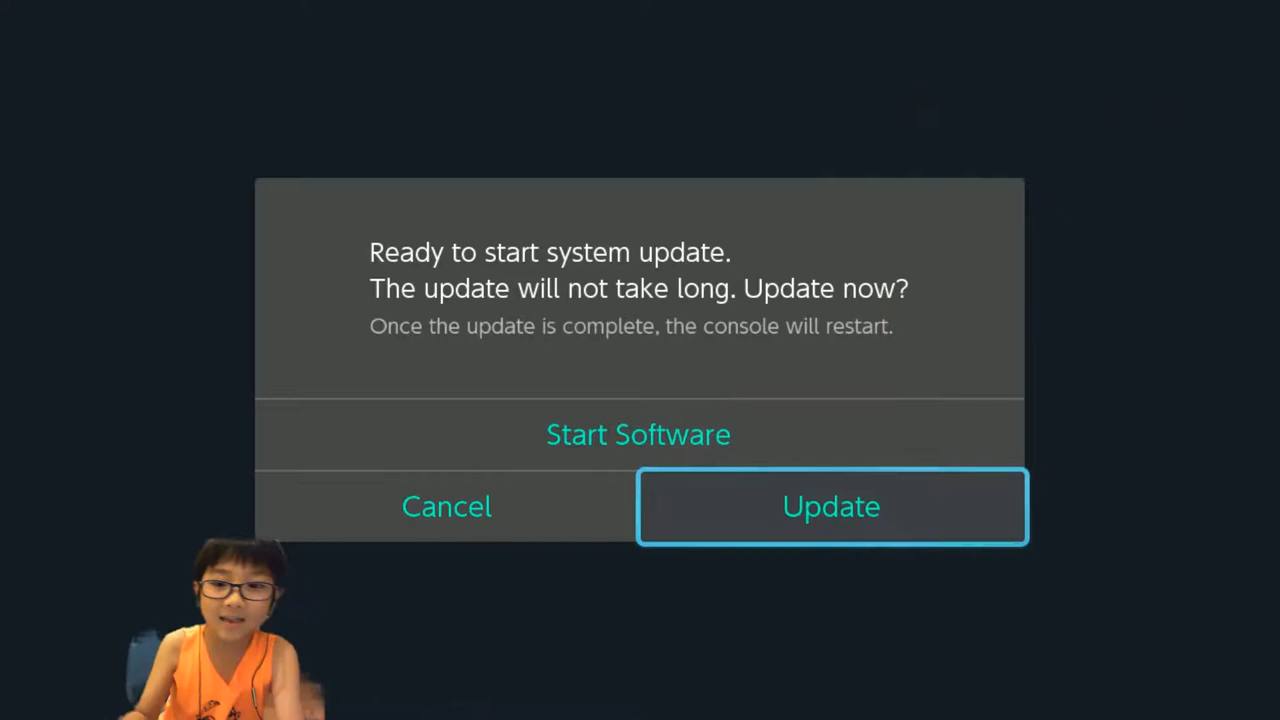 Ready to start system update.
The update will not take long. Update now?
Once the update is complete, the console will restart.
Start Software
Cancel
Update